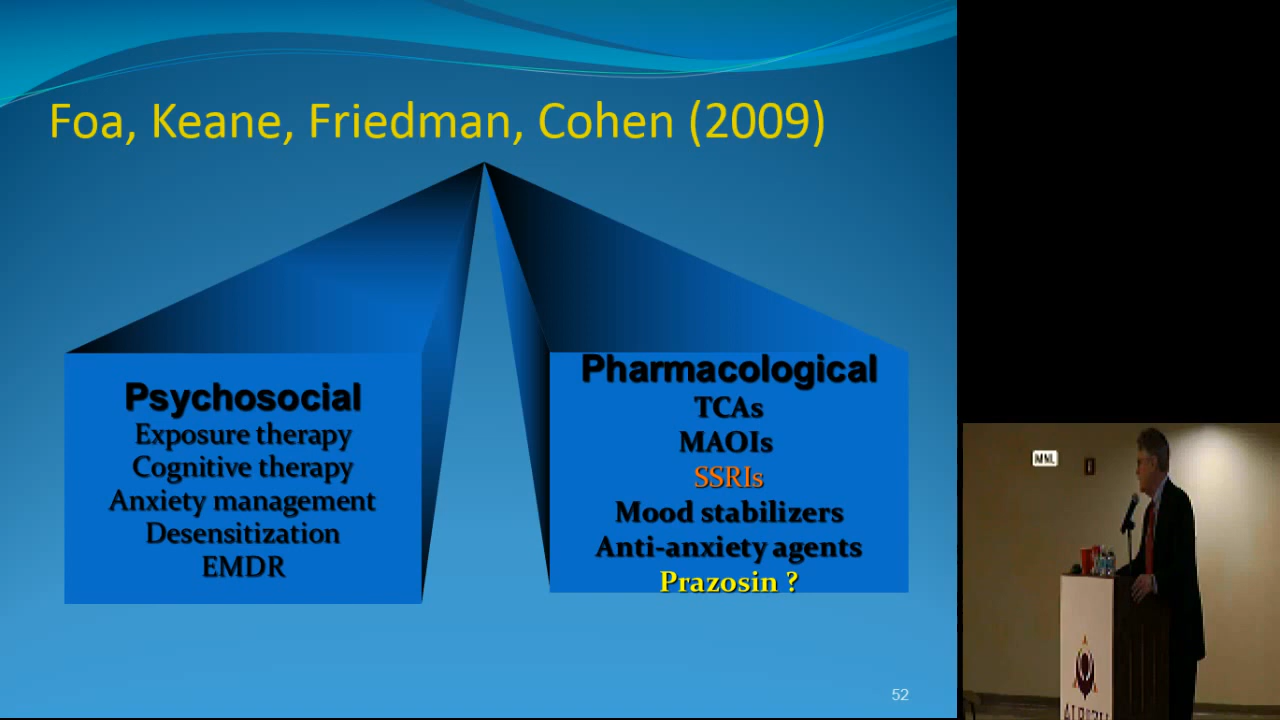 Foa, Keane, Friedman, Cohen (2009)
Psychosocial
Exposure therapy
Cognitive therapy
Anxiety management
Desensitization
EMDR
Pharmacological
TCAs
MAOIs
SSRIs
Mood stabilizers
Anti-anxiety agents
Prazosin ?
52